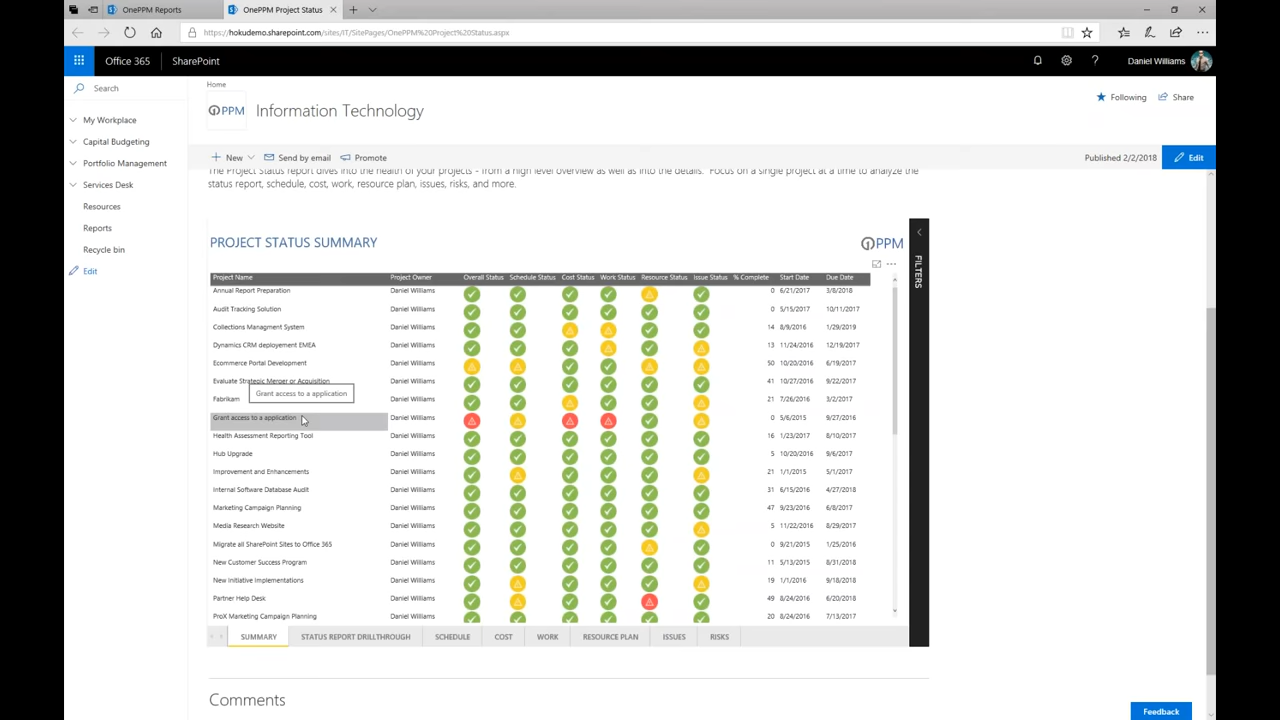 OnePPM Reports
OnePPM Project Status
https://hokudemo.sharepoint.com/sites/IT/SitePages/OnePPM%20Project%20Status.aspx
Office 365 SharePoint Daniel Williams
Search
My Workplace
Capital Budgeting
Portfolio Management
Services Desk
Resources
Reports
Recycle bin
Edit
Home
PPM Information Technology
Following Share
New Send by email Promote Published 2/2/2018 Edit
The Project Status report dives into the health of your projects - from a high level overview as well as into the details. Focus on a single project at a time to analyze the
status report, schedule, cost, work, resource plan, issues, risks, and more.
PROJECT STATUS SUMMARY PPM
FILTERS
Project Name Project Owner Overall Status Schedule Status Cost Status Work Status Resource Status Issue Status % Complete Start Date Due Date
Annual Report Preparation Daniel Williams 0 6/21/2017 3/8/2018
Audit Tracking Solution Daniel Williams 0 5/15/2017 10/11/2017
Collections Managment System Daniel Williams 14 8/9/2016 1/29/2019
Dynamics CRM deployement EMEA Daniel Williams 13 11/24/2016 12/19/2017
Ecommerce Portal Development Daniel Williams 50 10/20/2016 6/19/2017
Evaluate Strategic Merger or Acquisition Daniel Williams 41 10/27/2016 9/22/2017
Grant access to a application
Fabrikam Daniel Williams 21 7/26/2016 3/2/2017
Grant access to a application Daniel Williams 0 5/6/2015 9/27/2016
Health Assessment Reporting Tool Daniel Williams 16 1/23/2017 8/10/2017
Hub Upgrade Daniel Williams 5 10/20/2016 9/6/2017
Improvement and Enhancements Daniel Williams 21 1/1/2015 5/1/2017
Internal Software Database Audit Daniel Williams 31 6/15/2016 4/27/2018
Marketing Campaign Planning Daniel Williams 47 9/23/2016 6/8/2017
Media Research Website Daniel Williams 5 11/22/2016 8/29/2017
Migrate all SharePoint Sites to Office 365 Daniel Williams 0 9/21/2015 1/25/2016
New Customer Success Program Daniel Williams 11 5/13/2015 8/31/2018
New Initiative Implementations Daniel Williams 19 1/1/2016 9/18/2018
Partner Help Desk Daniel Williams 49 8/24/2016 6/20/2018
ProX Marketing Campaign Planning Daniel Williams 20 8/24/2016 7/13/2017
SUMMARY STATUS REPORT DRILLTHROUGH SCHEDULE COST WORK RESOURCE PLAN ISSUES RISKS
Comments
Feedback